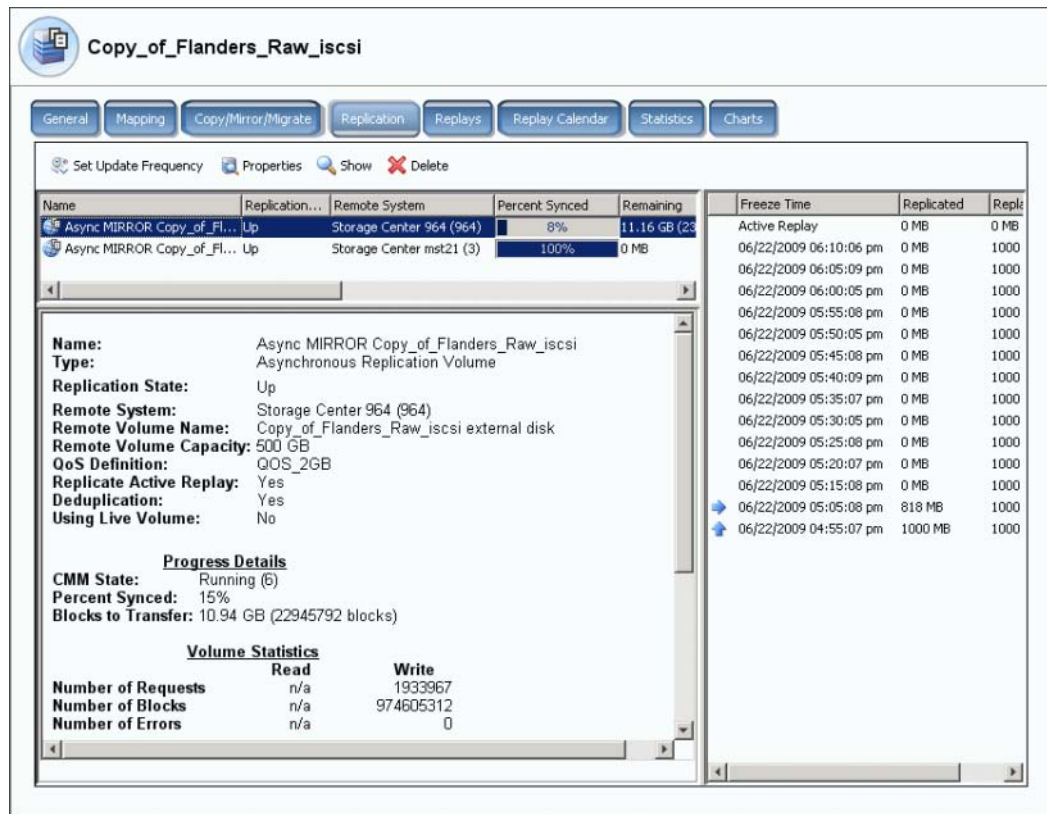 Copy_of_Flanders_Raw_iscsi
General Mapping Copy/Mirror/Migrate Replication Replays Replay Calendar Statistics Charts
Set Update Frequency Properties Show Delete
Name Replication... Remote System Percent Synced Remaining
Async MIRROR Copy_of_Fl... Up Storage Center 964 (964) 8% 11.16 GB (23
Async MIRROR Copy_of_Fl... Up Storage Center mst21 (3) 100% 0 MB
Name: Async MIRROR Copy_of_Flanders_Raw_iscsi
Type: Asynchronous Replication Volume
Replication State: Up
Remote System: Storage Center 964 (964)
Remote Volume Name: Copy_of_Flanders_Raw_iscsi external disk
Remote Volume Capacity: 500 GB
QoS Definition: QOS_2GB
Replicate Active Replay: Yes
Deduplication: Yes
Using Live Volume: No
Progress Details
CMM State: Running (6)
Percent Synced: 15%
Blocks to Transfer: 10.94 GB (22945792 blocks)
Volume Statistics
Read Write
Number of Requests n/a 1933967
Number of Blocks n/a 974605312
Number of Errors n/a 0
Freeze Time Replicated Repla
Active Replay 0 MB 0 MB
06/22/2009 06:10:06 pm 0 MB 1000
06/22/2009 06:05:09 pm 0 MB 1000
06/22/2009 06:00:05 pm 0 MB 1000
06/22/2009 05:55:08 pm 0 MB 1000
06/22/2009 05:50:05 pm 0 MB 1000
06/22/2009 05:45:08 pm 0 MB 1000
06/22/2009 05:40:09 pm 0 MB 1000
06/22/2009 05:35:07 pm 0 MB 1000
06/22/2009 05:30:05 pm 0 MB 1000
06/22/2009 05:25:08 pm 0 MB 1000
06/22/2009 05:20:07 pm 0 MB 1000
06/22/2009 05:15:08 pm 0 MB 1000
06/22/2009 05:05:08 pm 818 MB 1000
06/22/2009 04:55:07 pm 1000 MB 1000